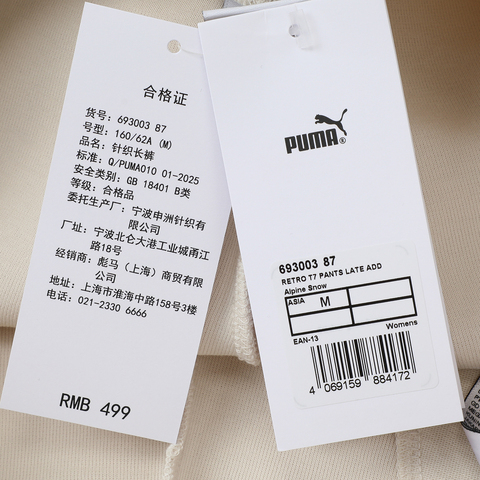 合格证
货号: 693003 87
号型: 160/62A (M)
品名: 针织长裤
标准: Q/PUMA010 01-2025
安全类别: GB 18401 B类
等级: 合格品
委托生产厂: 宁波申洲针织有
限公司
厂址: 宁波北仑大港工业城甬江
路18号
经销商: 彪马（上海）商贸有限
公司
地址: 上海市淮海中路158号3楼
电话: 021-2330 6666
RMB 499
PUMA®
693003 87
RETRO T7 PANTS LATE ADD
Alpine Snow
ASIA M
EAN-13 Womens
4 069159 884172